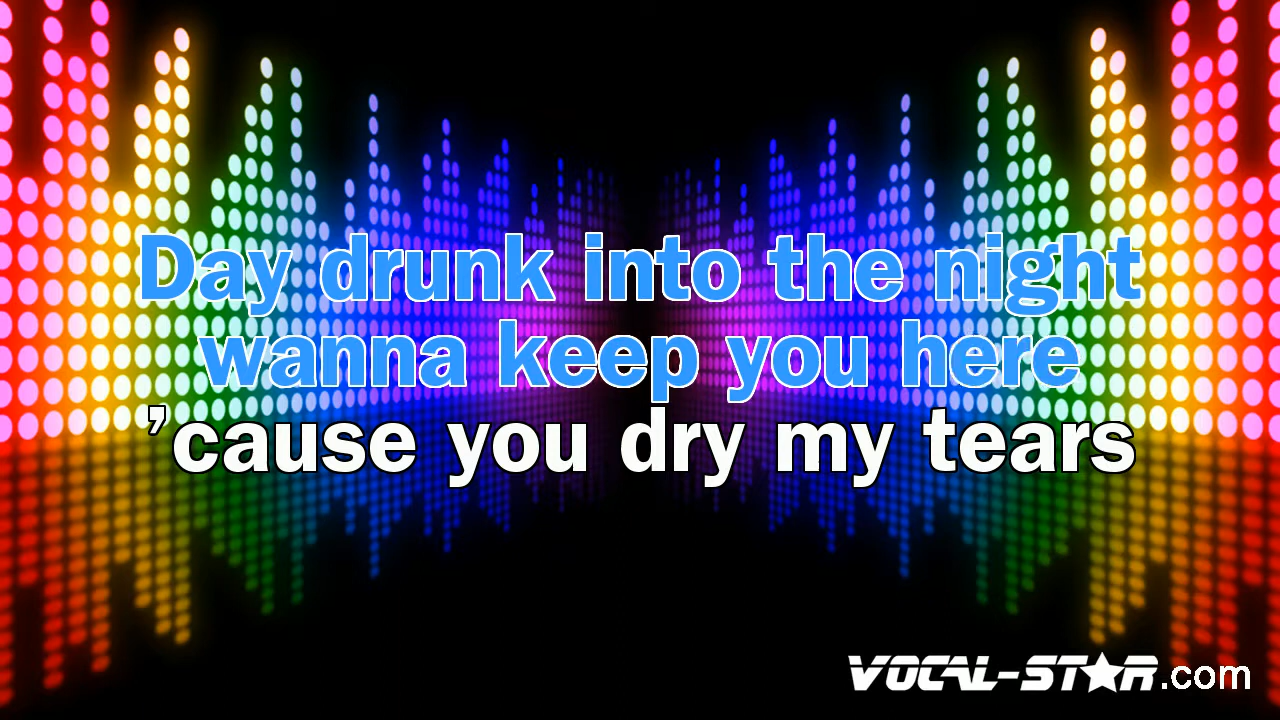 Day drunk into the night
wanna keep you here
’cause you dry my tears
VOCAL-STAR.com